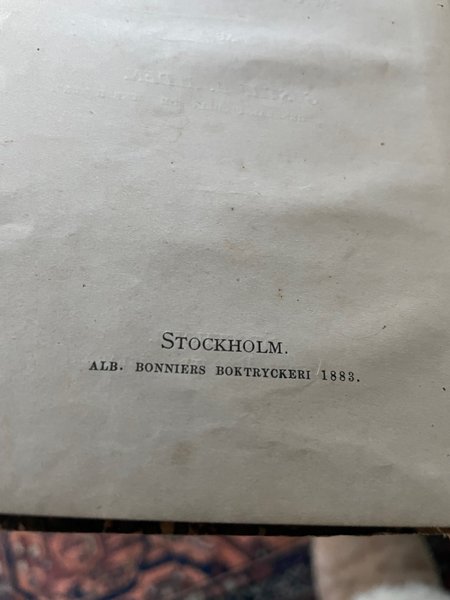 STOCKHOLM.
ALB. BONNIERS BOKTRYCKERI 1883.